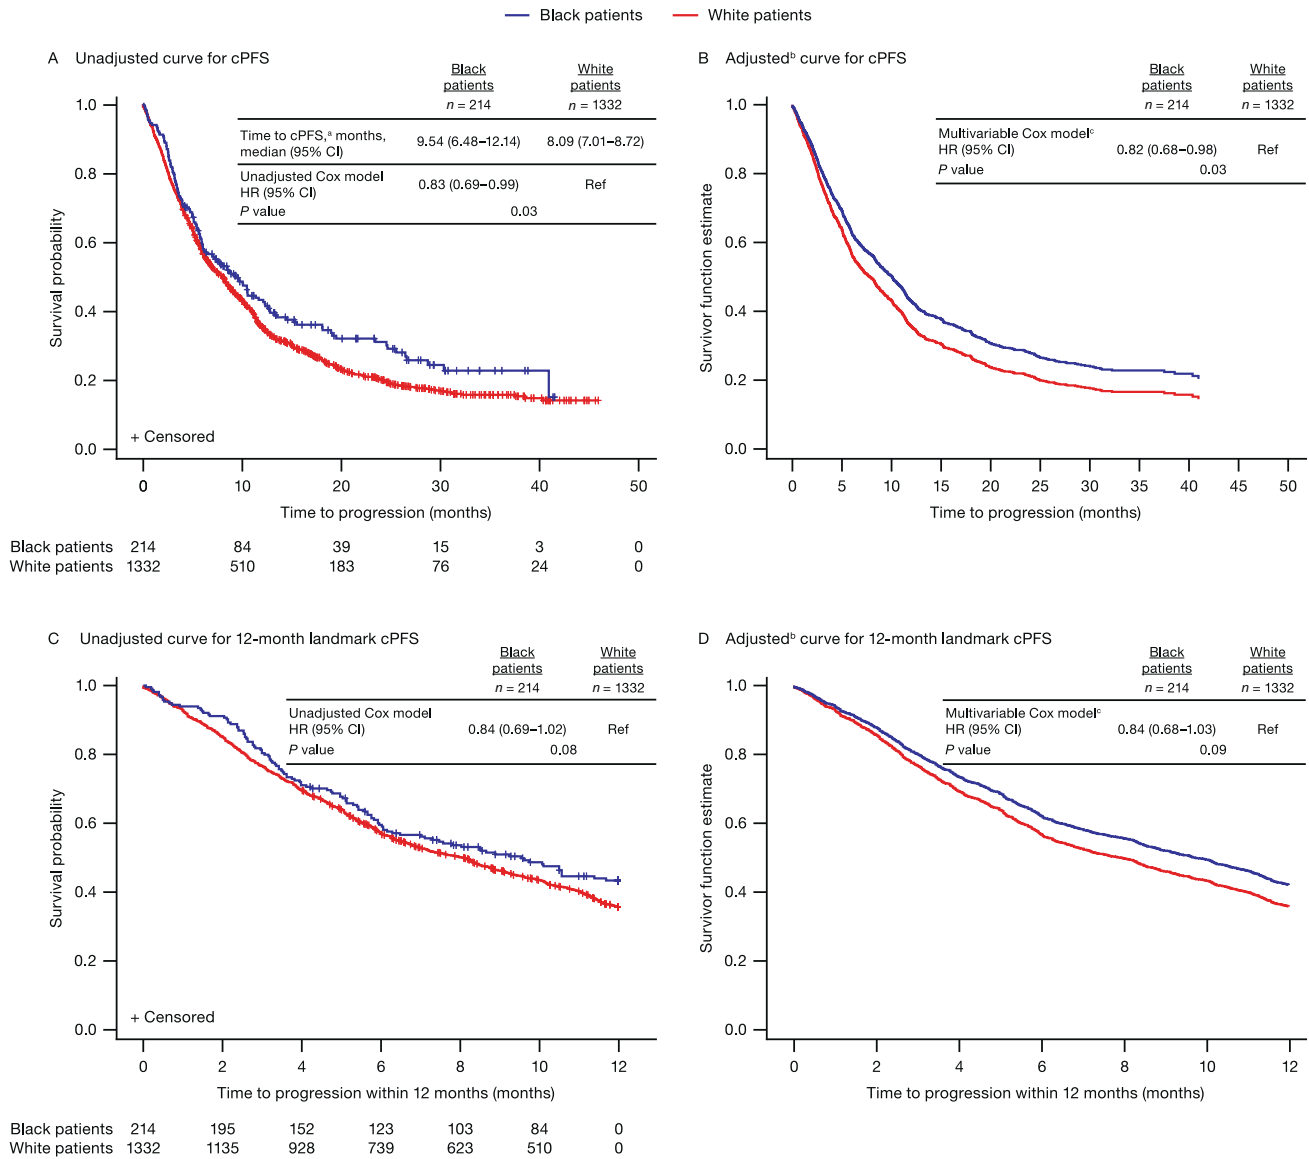 Black patients   White patients
A Unadjusted curve for cPFS
Black patients   White patients
n = 214   n = 1332
Time to cPFS,ᵃ months, median (95% CI)   9.54 (6.48–12.14)   8.09 (7.01–8.72)
Unadjusted Cox model
HR (95% CI)   0.83 (0.69–0.99)   Ref
P value   0.03
Survival probability
1.0
0.8
0.6
0.4
0.2
0.0
+ Censored
0 10 20 30 40 50
Time to progression (months)
Black patients 214 84 39 15 3 0
White patients 1332 510 183 76 24 0
B Adjustedᵇ curve for cPFS
Black patients   White patients
n = 214   n = 1332
Multivariable Cox modelᶜ
HR (95% CI)   0.82 (0.68–0.98)   Ref
P value   0.03
Survivor function estimate
1.0
0.8
0.6
0.4
0.2
0.0
0 5 10 15 20 25 30 35 40 45 50
Time to progression (months)
C Unadjusted curve for 12-month landmark cPFS
Black patients   White patients
n = 214   n = 1332
Unadjusted Cox model
HR (95% CI)   0.84 (0.69–1.02)   Ref
P value   0.08
Survival probability
1.0
0.8
0.6
0.4
0.2
0.0
+ Censored
0 2 4 6 8 10 12
Time to progression within 12 months (months)
Black patients 214 195 152 123 103 84 0
White patients 1332 1135 928 739 623 510 0
D Adjustedᵇ curve for 12-month landmark cPFS
Black patients   White patients
n = 214   n = 1332
Multivariable Cox modelᶜ
HR (95% CI)   0.84 (0.68–1.03)   Ref
P value   0.09
Survivor function estimate
1.0
0.8
0.6
0.4
0.2
0.0
0 2 4 6 8 10 12
Time to progression within 12 months (months)